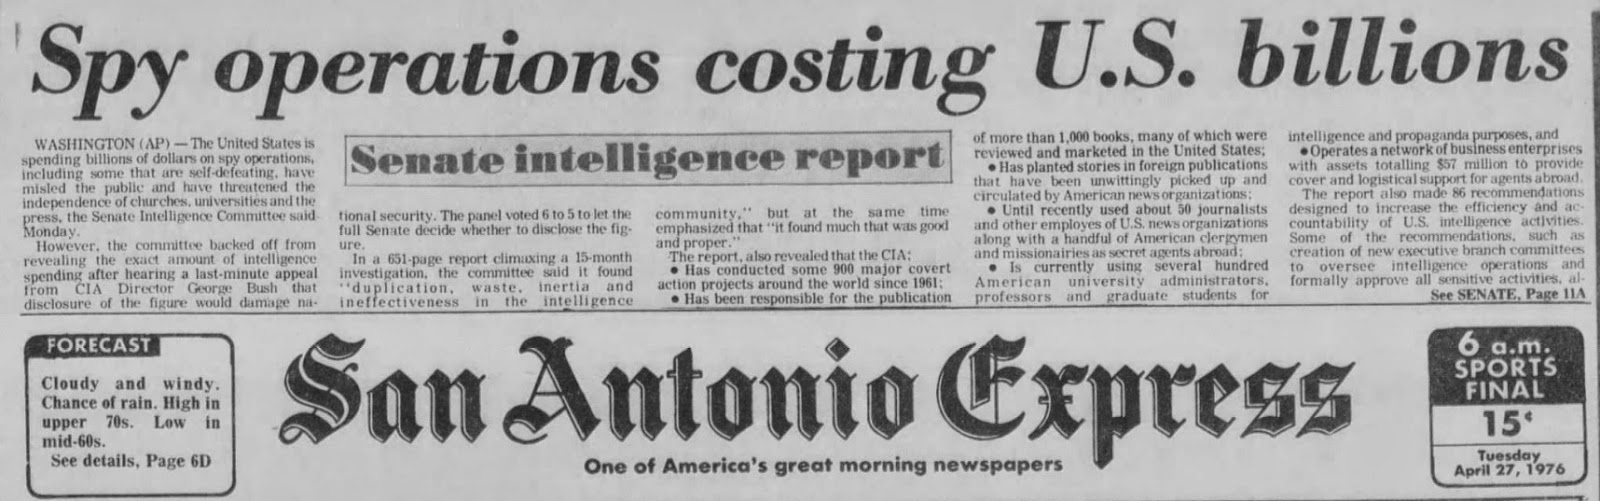 Spy operations costing U.S. billions
WASHINGTON (AP) — The United States is
spending billions of dollars on spy operations,
including some that are self-defeating, have
misled the public and have threatened the
independence of churches, universities and the
press, the Senate Intelligence Committee said
Monday.
However, the committee backed off from
revealing the exact amount of intelligence
spending after hearing a last-minute appeal
from CIA Director George Bush that
disclosure of the figure would damage na-
Senate intelligence report
tional security. The panel voted 6 to 5 to let the
full Senate decide whether to disclose the fig-
ure.
In a 651-page report climaxing a 15-month
investigation, the committee said it found
"duplication, waste, inertia and
ineffectiveness in the intelligence
community," but at the same time
emphasized that "it found much that was good
and proper."
The report, also revealed that the CIA:
● Has conducted some 900 major covert
action projects around the world since 1961;
● Has been responsible for the publication
of more than 1,000 books, many of which were
reviewed and marketed in the United States;
● Has planted stories in foreign publications
that have been unwittingly picked up and
circulated by American news organizations;
● Until recently used about 50 journalists
and other employes of U.S. news organizations
along with a handful of American clergymen
and missionairies as secret agents abroad;
● Is currently using several hundred
American university administrators,
professors and graduate students for
intelligence and propaganda purposes, and
● Operates a network of business enterprises
with assets totalling $57 million to provide
cover and logistical support for agents abroad.
The report also made 86 recommendations
designed to increase the efficiency and ac-
countability of U.S. intelligence activities.
Some of the recommendations, such as
creation of new executive branch committees
to oversee intelligence operations and
formally approve all sensitive activities, al-
See SENATE, Page 11A
FORECAST
Cloudy and windy.
Chance of rain. High in
upper 70s. Low in
mid-60s.
See details, Page 6D
San Antonio Express
One of America's great morning newspapers
6 a.m.
SPORTS
FINAL
15¢
Tuesday
April 27, 1976